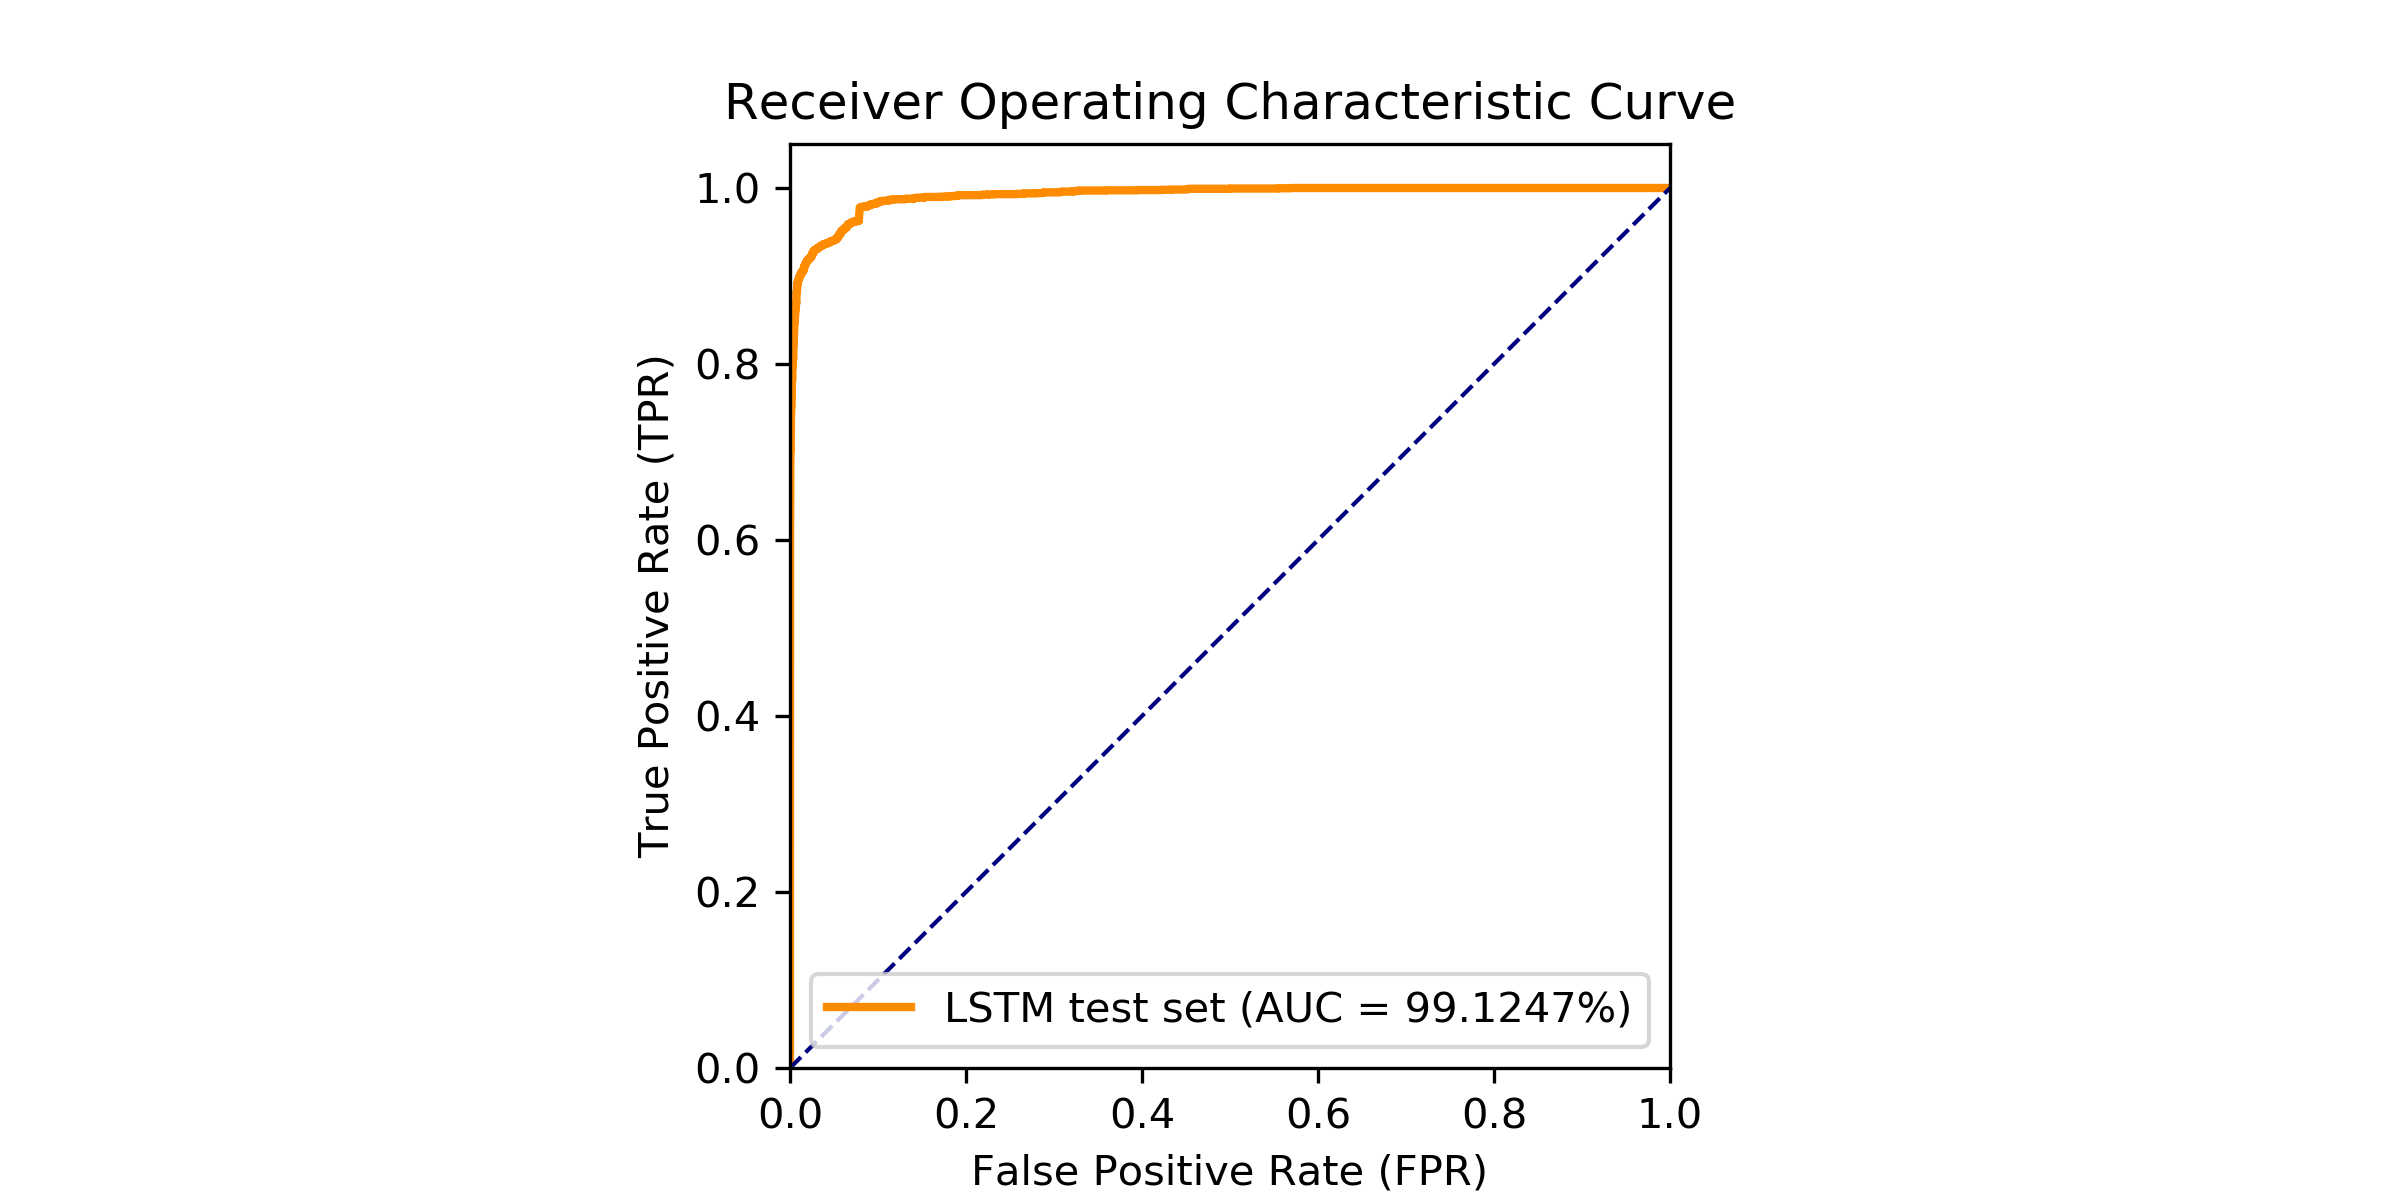 Receiver Operating Characteristic Curve
1.0
0.8
0.6
0.4
0.2
0.0
True Positive Rate (TPR)
LSTM test set (AUC = 99.1247%)
0.0 0.2 0.4 0.6 0.8 1.0
False Positive Rate (FPR)